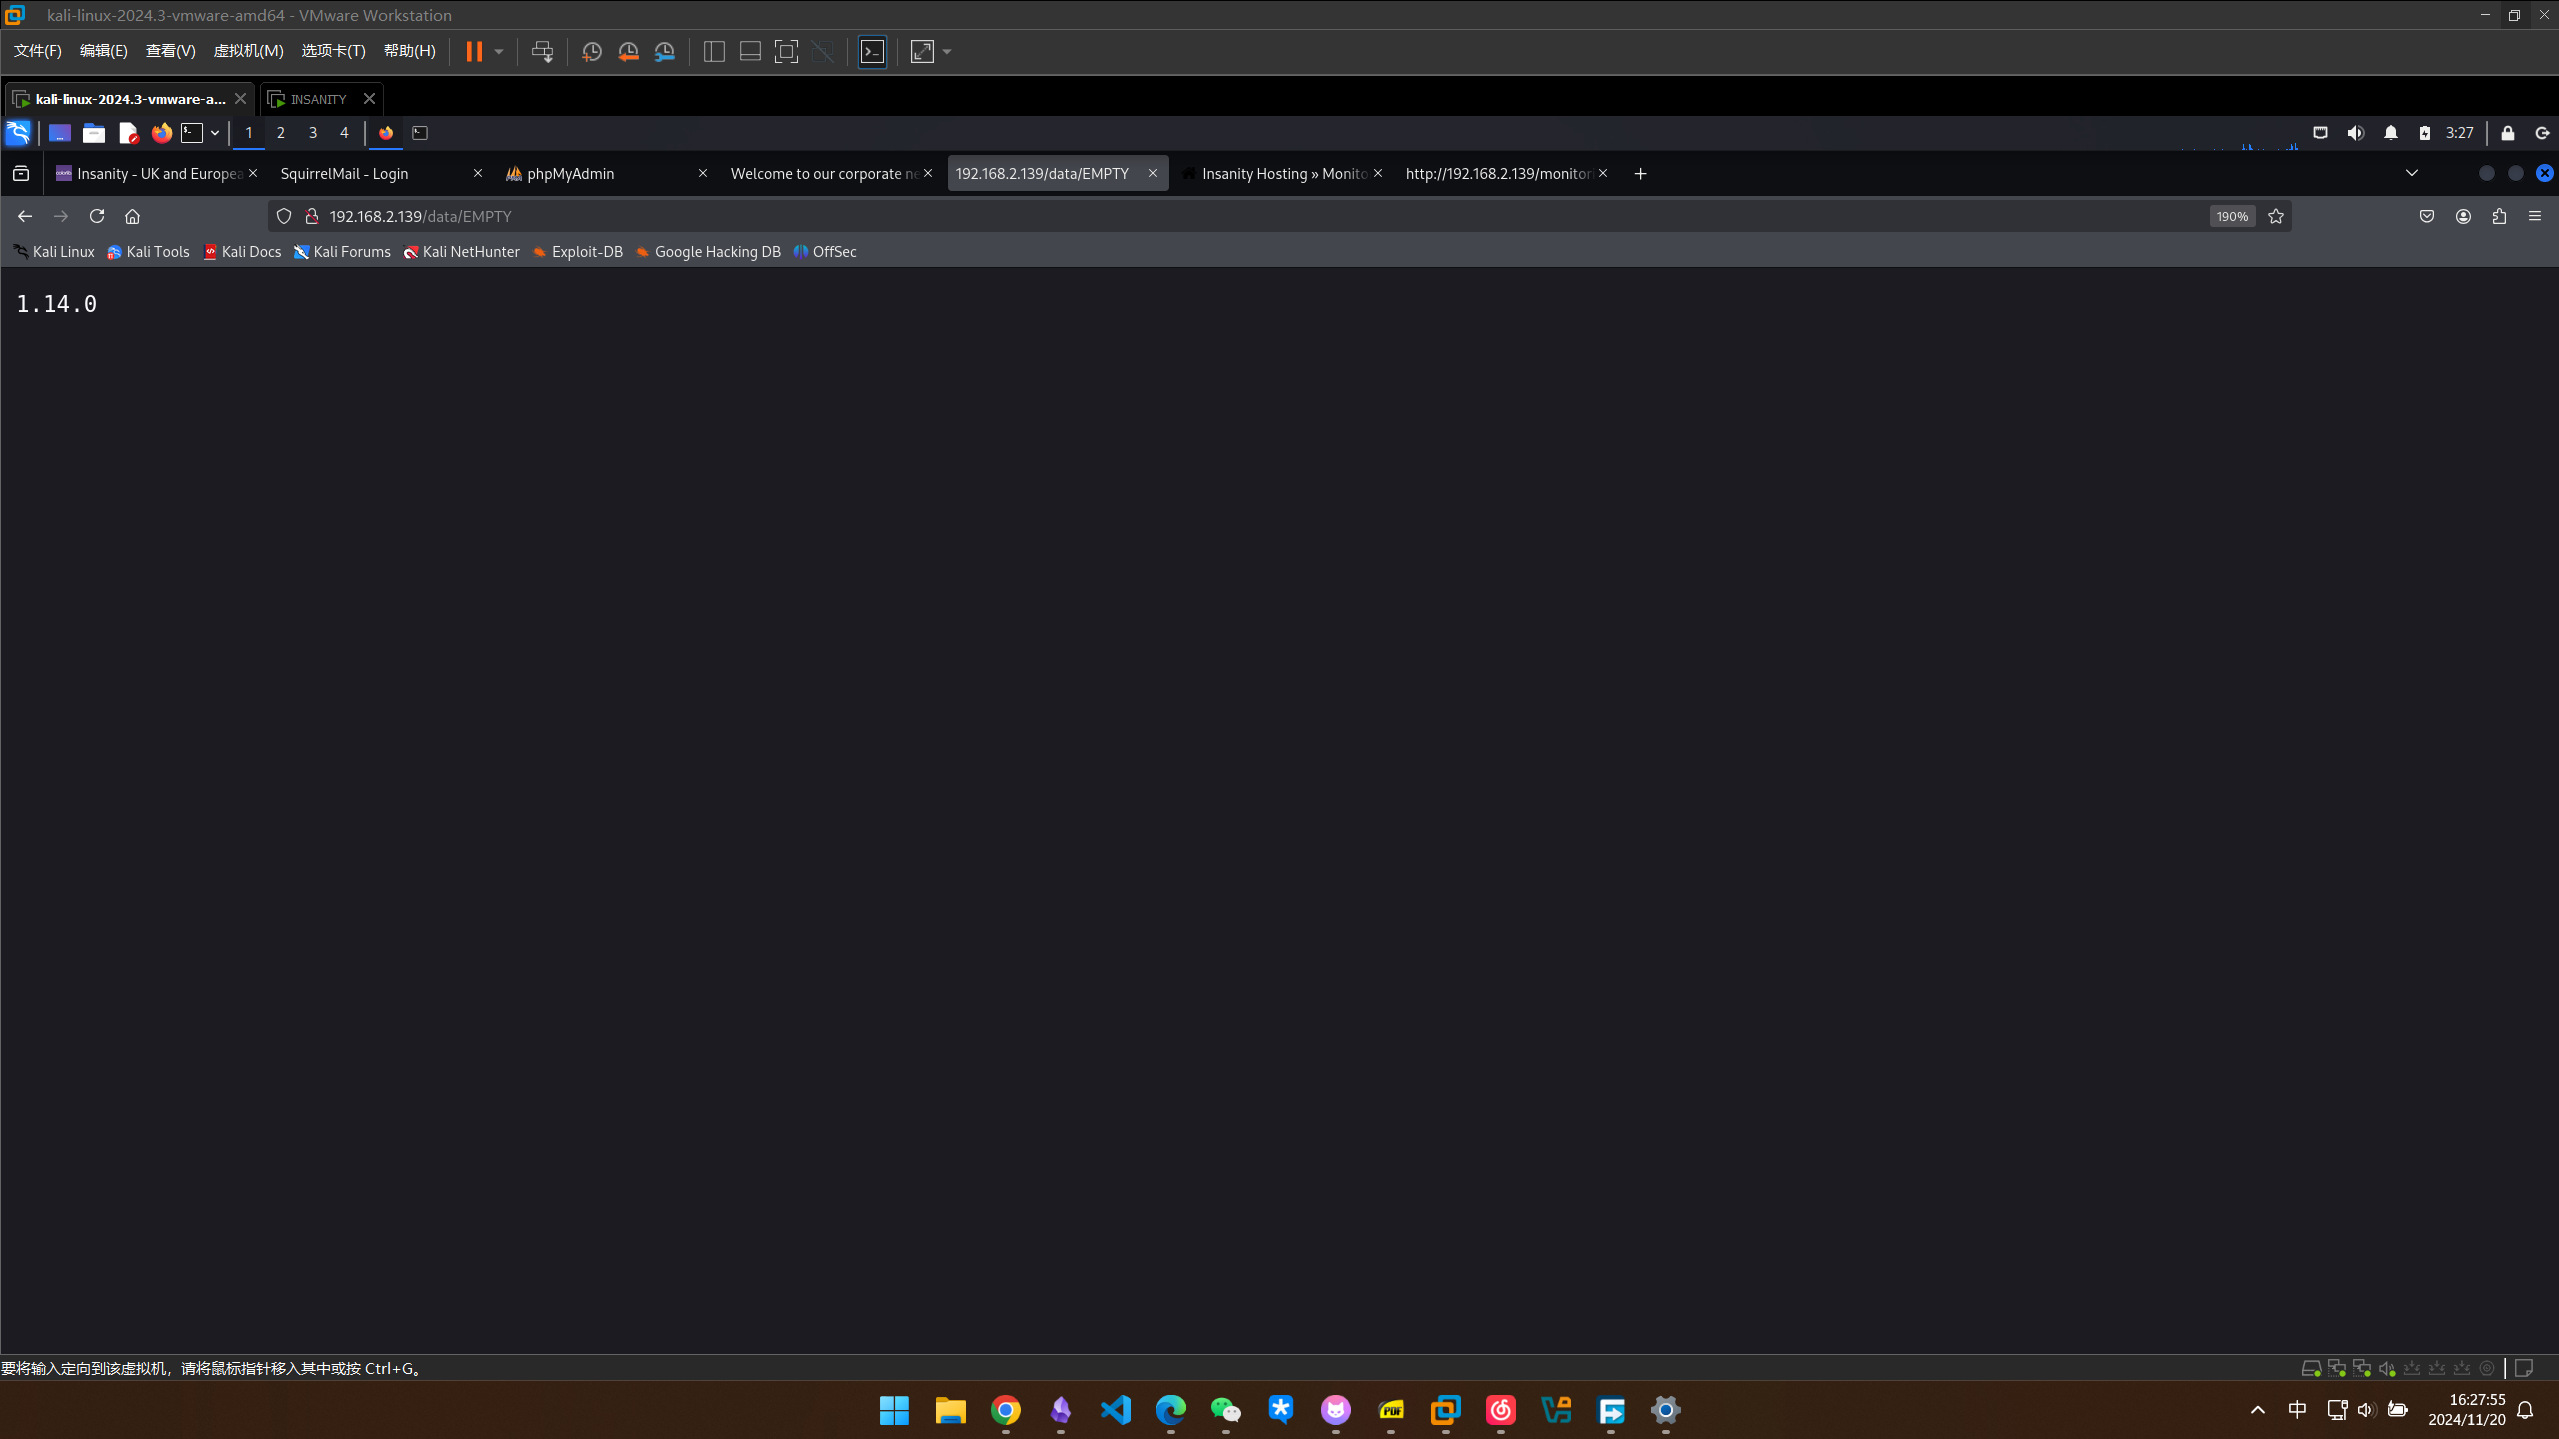 kali-linux-2024.3-vmware-amd64 - VMware Workstation
文件(F) 编辑(E) 查看(V) 虚拟机(M) 选项卡(T) 帮助(H)
kali-linux-2024.3-vmware-a... INSANITY
1 2 3 4 3:27
Insanity - UK and Europea SquirrelMail - Login phpMyAdmin Welcome to our corporate ne 192.168.2.139/data/EMPTY Insanity Hosting » Monito http://192.168.2.139/monitor
192.168.2.139/data/EMPTY 190%
Kali Linux Kali Tools Kali Docs Kali Forums Kali NetHunter Exploit-DB Google Hacking DB OffSec
1.14.0
要将输入定向到该虚拟机，请将鼠标指针移入其中或按 Ctrl+G。
PDF 中 16:27:55
2024/11/20